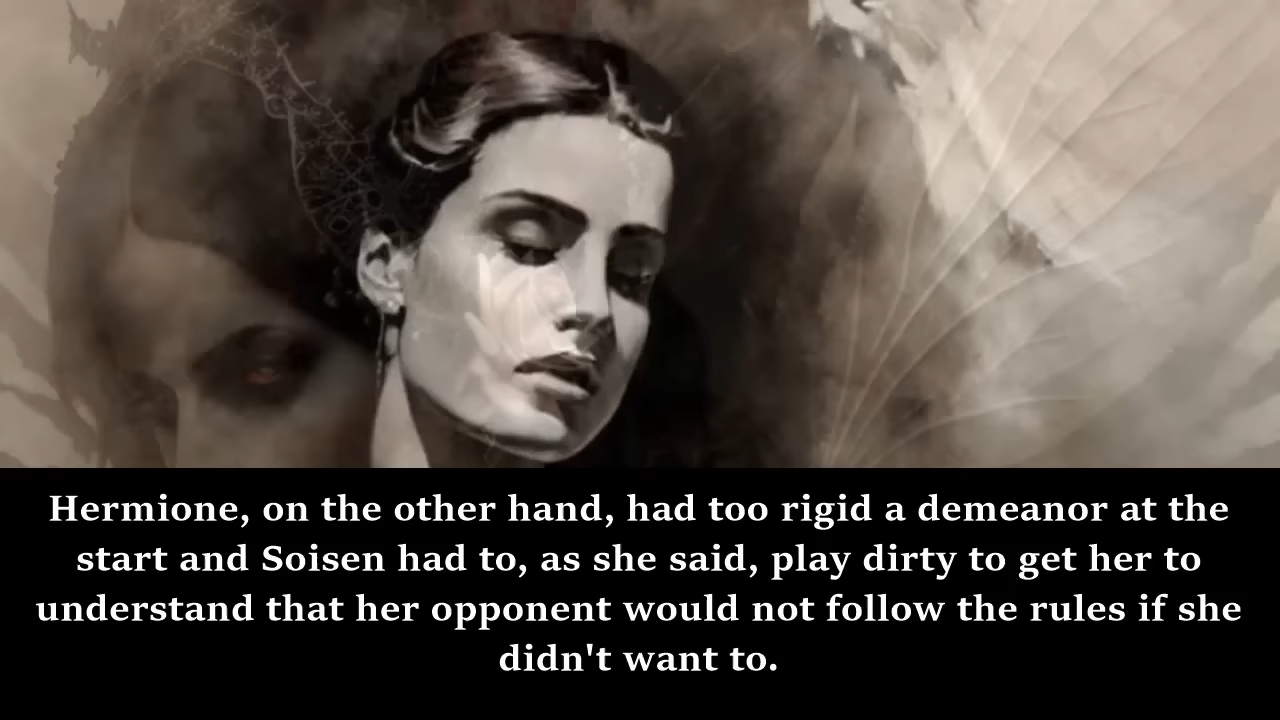 Hermione, on the other hand, had too rigid a demeanor at the
start and Soisen had to, as she said, play dirty to get her to
understand that her opponent would not follow the rules if she
didn't want to.